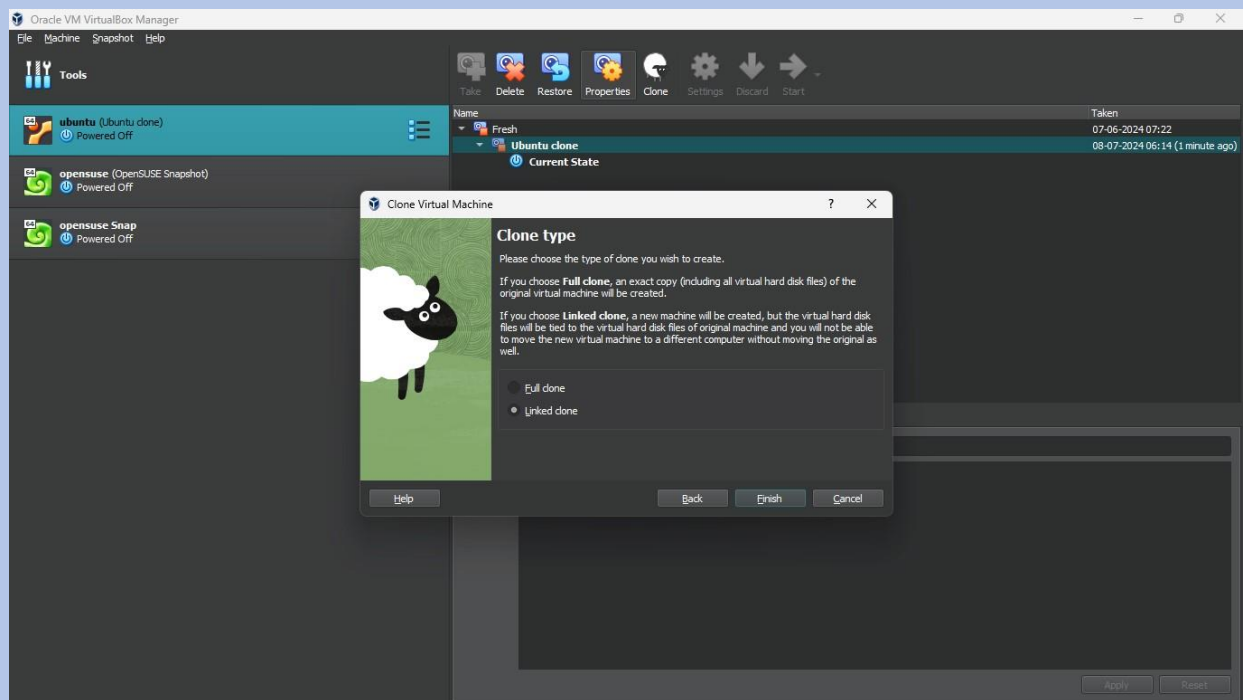 Oracle VM VirtualBox Manager
File Machine Snapshot Help
Tools
Take Delete Restore Properties Clone Settings Discard Start
64
ubuntu (Ubuntu clone)
Powered Off
64
opensuse (OpenSUSE Snapshot)
Powered Off
64
opensuse Snap
Powered Off
Name Taken
Fresh 07-06-2024 07:22
Ubuntu clone 08-07-2024 06:14 (1 minute ago)
Current State
Clone Virtual Machine ?
Clone type
Please choose the type of clone you wish to create.
If you choose Full clone, an exact copy (including all virtual hard disk files) of the
original virtual machine will be created.
If you choose Linked clone, a new machine will be created, but the virtual hard disk
files will be tied to the virtual hard disk files of original machine and you will not be able
to move the new virtual machine to a different computer without moving the original as
well.
Full clone
Linked clone
Help Back Finish Cancel
Apply Reset